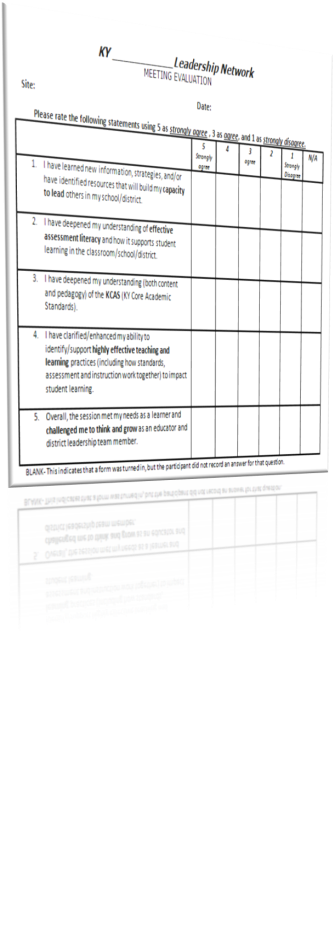 KY ____________ Leadership Network
MEETING EVALUATION
Site:
Date:
Please rate the following statements using 5 as strongly agree , 3 as agree, and 1 as strongly disagree.
5 Strongly agree 4 3 agree 2 1 Strongly Disagree N/A
1. I have learned new information, strategies, and/or
have identified resources that will build my capacity
to lead others in my school/district.
2. I have deepened my understanding of effective
assessment literacy and how it supports student
learning in the classroom/school/district.
3. I have deepened my understanding (both content
and pedagogy) of the KCAS (KY Core Academic
Standards).
4. I have clarified/enhanced my ability to
identify/support highly effective teaching and
learning practices (including how standards,
assessment and instruction work together) to impact
student learning.
5. Overall, the session met my needs as a learner and
challenged me to think and grow as an educator and
district leadership team member.
BLANK- This indicates that a form was turned in, but the participant did not record an answer for that question.